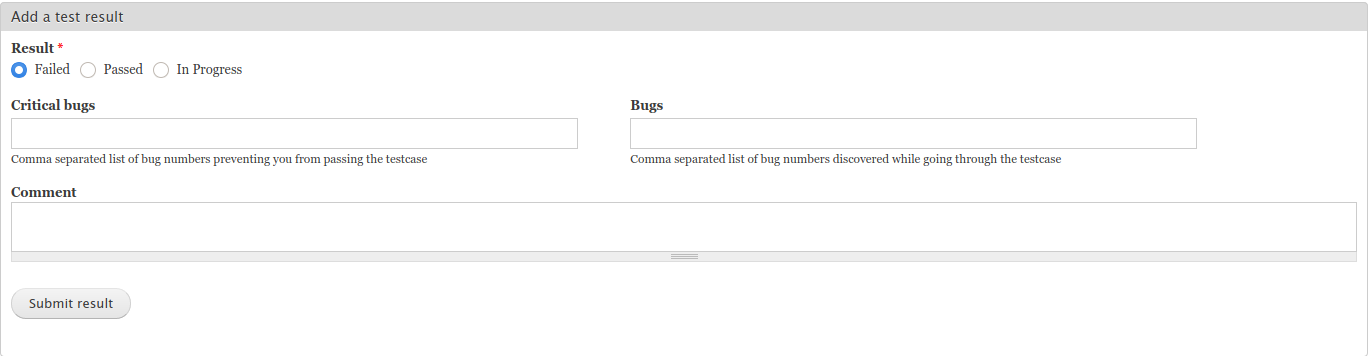 Add a test result
Result *
Failed Passed In Progress
Critical bugs
Comma separated list of bug numbers preventing you from passing the testcase
Bugs
Comma separated list of bug numbers discovered while going through the testcase
Comment
Submit result